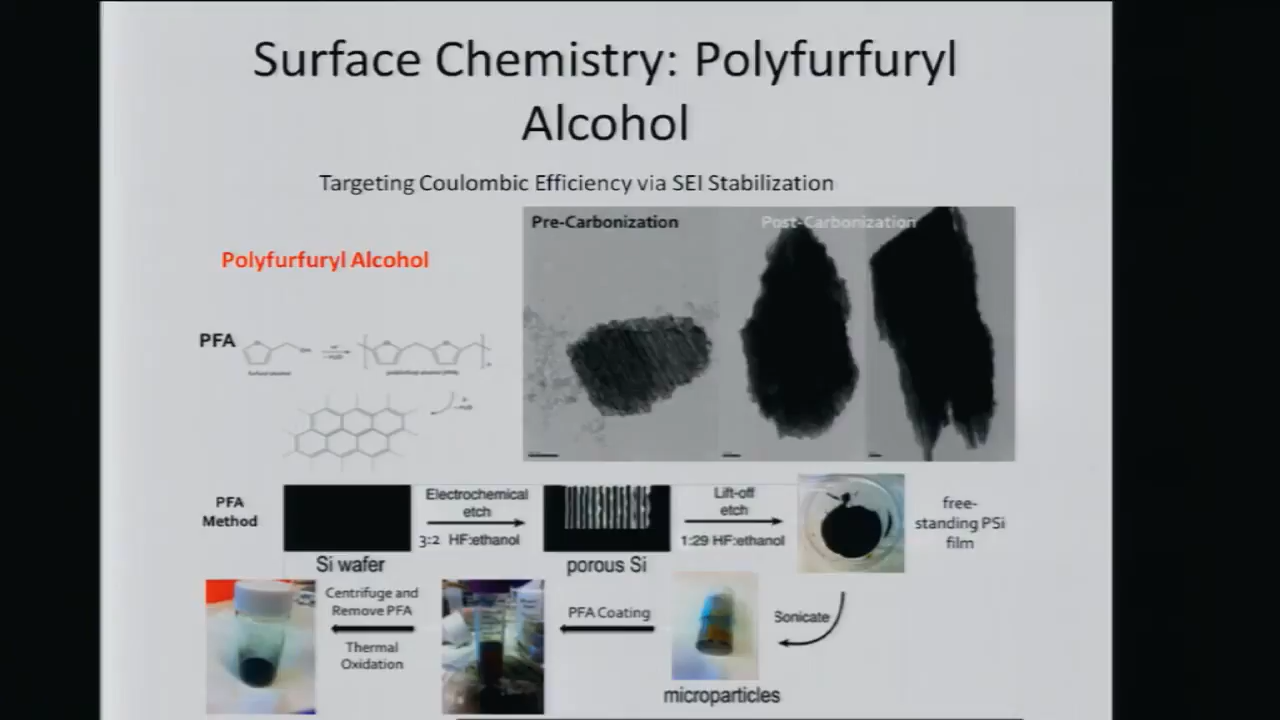 Surface Chemistry: Polyfurfuryl
Alcohol
Targeting Coulombic Efficiency via SEI Stabilization
Pre-Carbonization
Post-Carbonization
Polyfurfuryl Alcohol
PFA
PFA
Method
Electrochemical
etch
3:2 HF:ethanol
Lift-off
etch
1:29 HF:ethanol
free-
standing PSi
film
Si wafer
porous Si
Centrifuge and
Remove PFA
Thermal
Oxidation
PFA Coating
Sonicate
microparticles